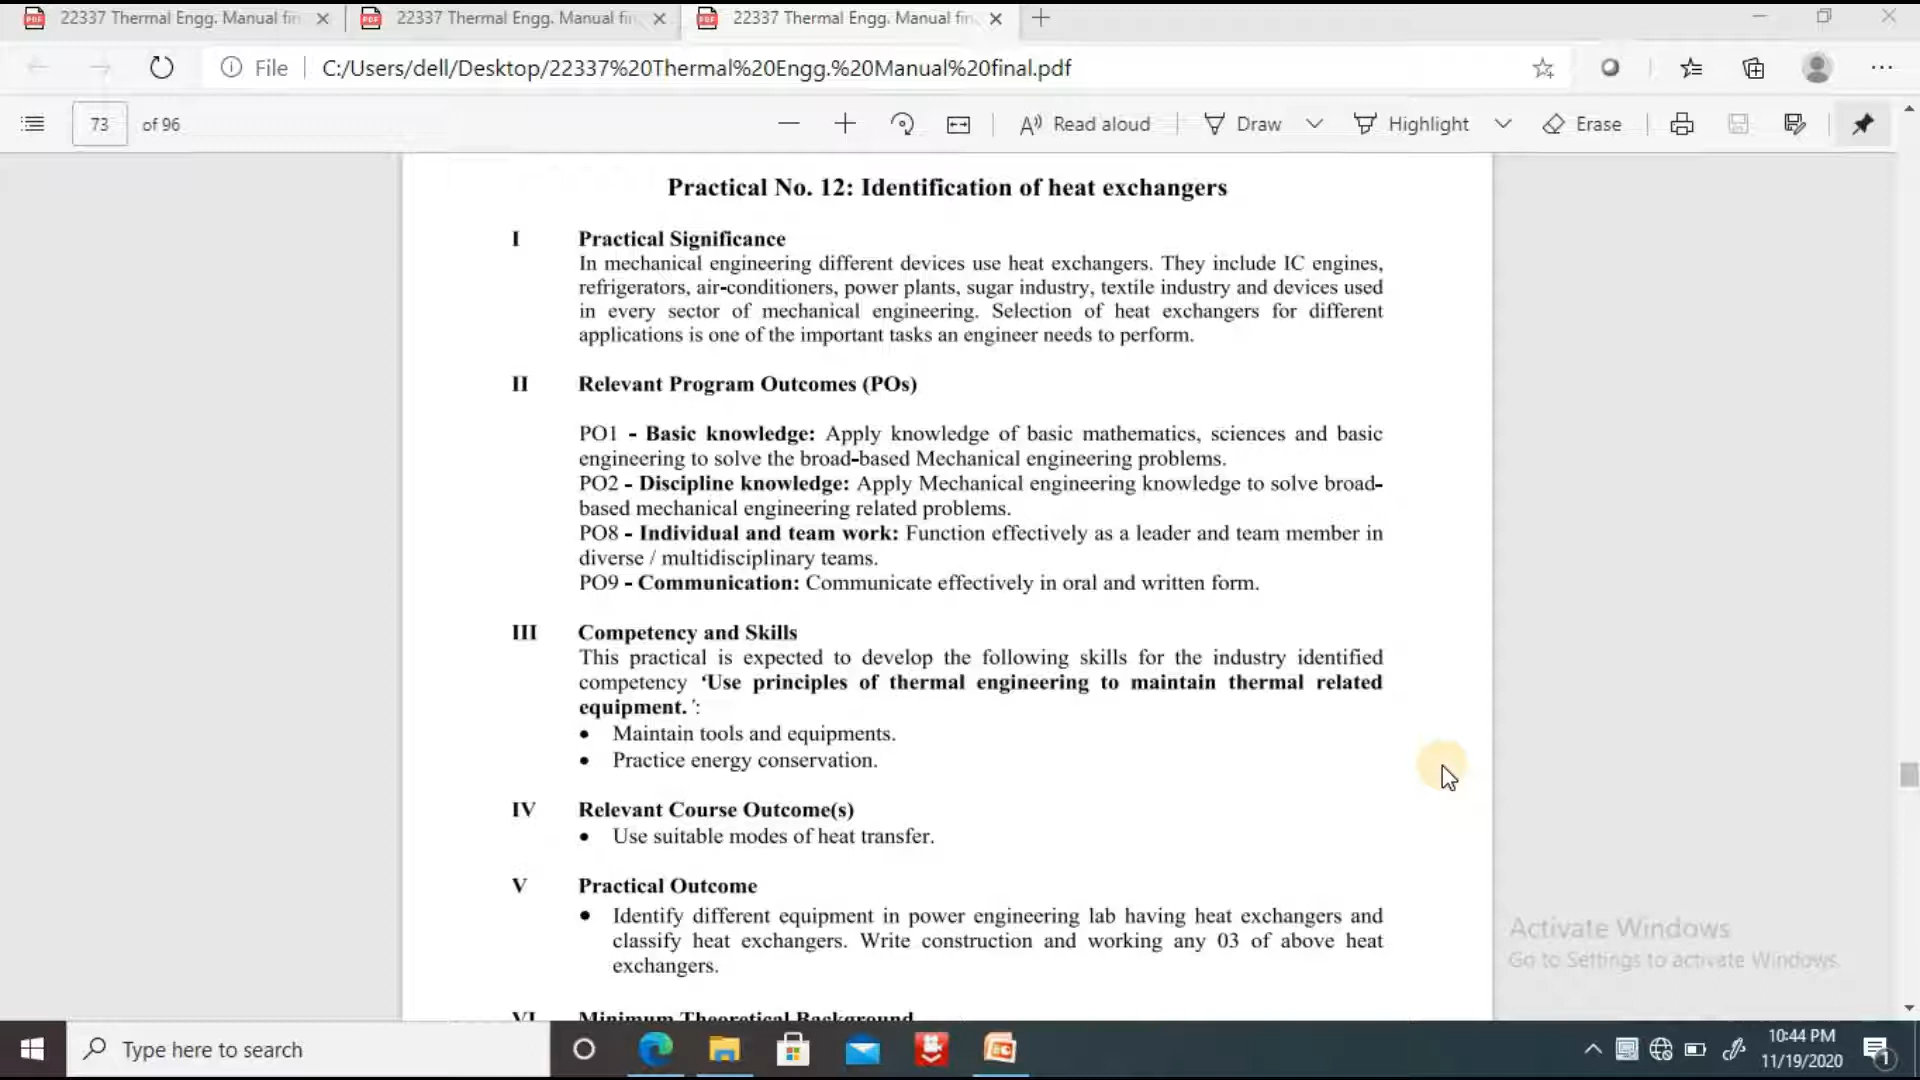 22337 Thermal Engg. Manual fin
22337 Thermal Engg. Manual fin
22337 Thermal Engg. Manual fin
File
C:/Users/dell/Desktop/22337%20Thermal%20Engg.%20Manual%20final.pdf
73 of 96
Read aloud
Draw
Highlight
Erase
Practical No. 12: Identification of heat exchangers
I Practical Significance
In mechanical engineering different devices use heat exchangers. They include IC engines,
refrigerators, air-conditioners, power plants, sugar industry, textile industry and devices used
in every sector of mechanical engineering. Selection of heat exchangers for different
applications is one of the important tasks an engineer needs to perform.
II Relevant Program Outcomes (POs)
PO1 - Basic knowledge: Apply knowledge of basic mathematics, sciences and basic
engineering to solve the broad-based Mechanical engineering problems.
PO2 - Discipline knowledge: Apply Mechanical engineering knowledge to solve broad-
based mechanical engineering related problems.
PO8 - Individual and team work: Function effectively as a leader and team member in
diverse / multidisciplinary teams.
PO9 - Communication: Communicate effectively in oral and written form.
III Competency and Skills
This practical is expected to develop the following skills for the industry identified
competency ‘Use principles of thermal engineering to maintain thermal related
equipment.’:
• Maintain tools and equipments.
• Practice energy conservation.
IV Relevant Course Outcome(s)
• Use suitable modes of heat transfer.
V Practical Outcome
• Identify different equipment in power engineering lab having heat exchangers and
classify heat exchangers. Write construction and working any 03 of above heat
exchangers.
VI Minimum Theoretical Background
Activate Windows
Go to Settings to activate Windows.
Type here to search
10:44 PM
11/19/2020
1